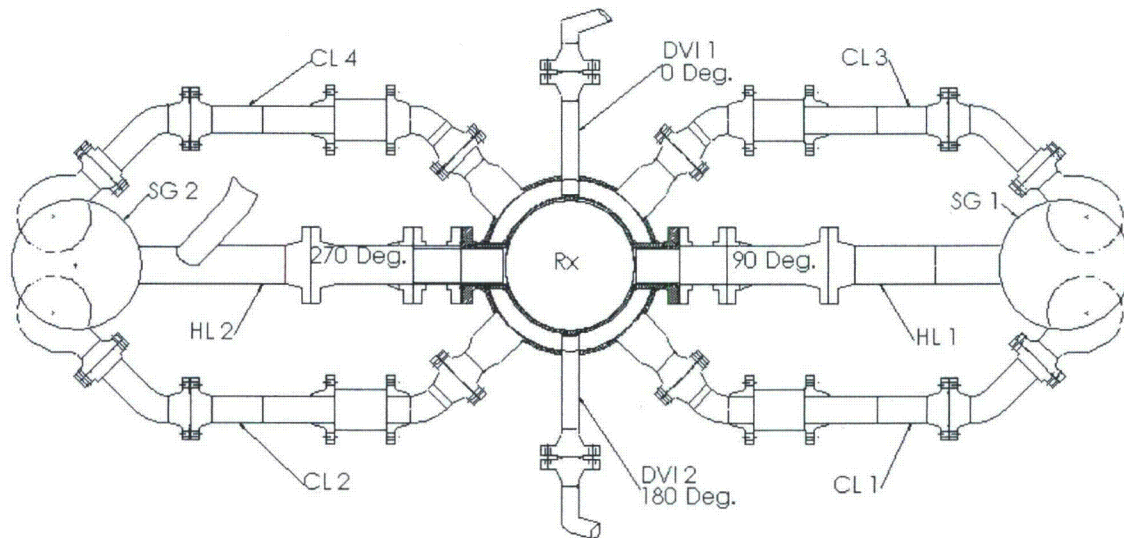 CL 4
DVI 1
0 Deg.
CL 3
SG 2
SG 1
270 Deg.
Rx
90 Deg.
HL 2
HL 1
CL 2
DVI 2
180 Deg.
CL 1